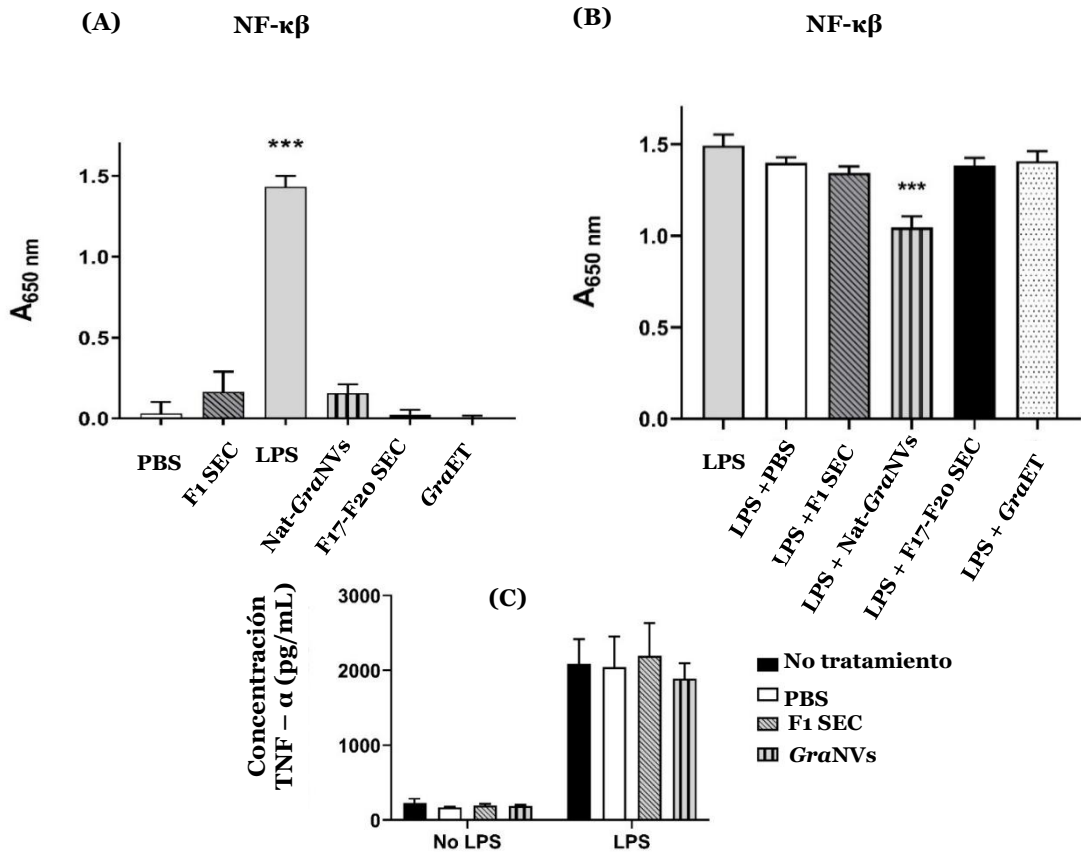 (A)
NF-κβ
***
1.5
1.0
0.5
0.0
A650 nm
PBS
F1 SEC
LPS
Nat-GraNVs
F17-F20 SEC
GraET
(B)
NF-κβ
***
1.5
1.0
0.5
0.0
A650 nm
LPS
LPS +PBS
LPS +F1 SEC
LPS + Nat-GraNVs
LPS + F17-F20 SEC
LPS + GraET
(C)
Concentración
TNF – α (pg/mL)
3000
2000
1000
0
No LPS
LPS
No tratamiento
PBS
F1 SEC
GraNVs